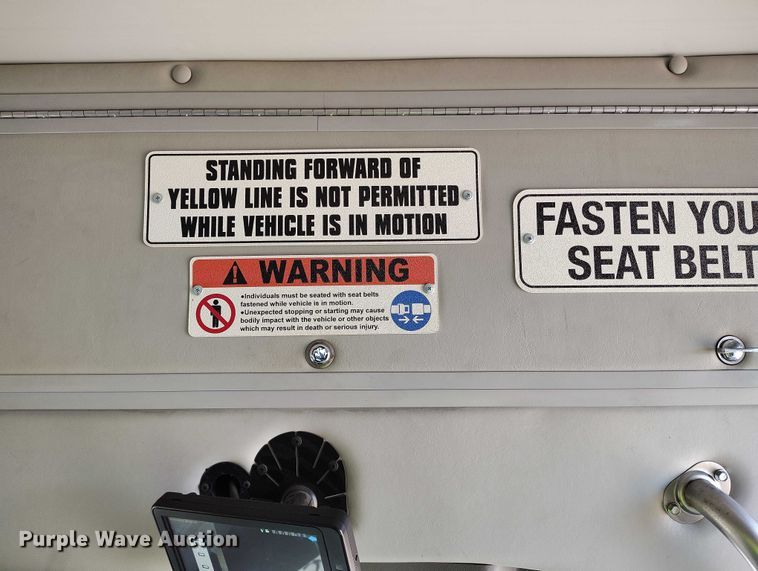 STANDING FORWARD OF
YELLOW LINE IS NOT PERMITTED
WHILE VEHICLE IS IN MOTION
FASTEN YOU
SEAT BELT
WARNING
•Individuals must be seated with seat belts
fastened while vehicle is in motion.
•Unexpected stopping or starting may cause
bodily impact with the vehicle or other objects
which may result in death or serious injury.
Purple Wave Auction